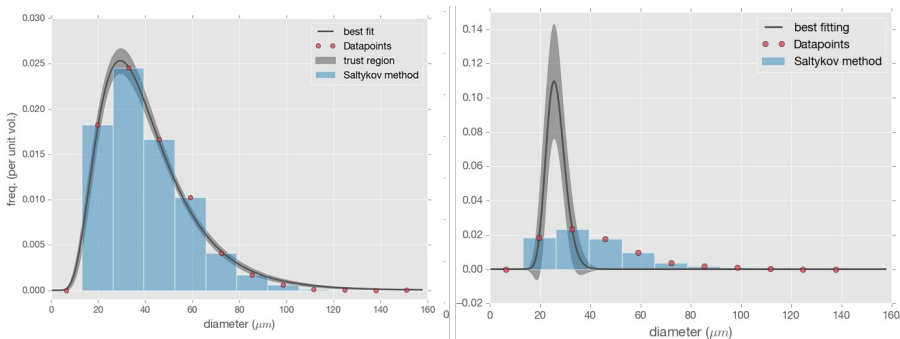 0.030
0.025
0.020
0.015
0.010
0.005
0.000
freq. (per unit vol.)
best fit
Datapoints
trust region
Saltykov method
0 20 40 60 80 100 120 140 160
diameter (μm)
0
0.14
0.12
0.10
0.08
0.06
0.04
0.02
0.00
−0.02
best fitting
Datapoints
Saltykov method
0 20 40 60 80 100 120 140 160
diameter (μm)